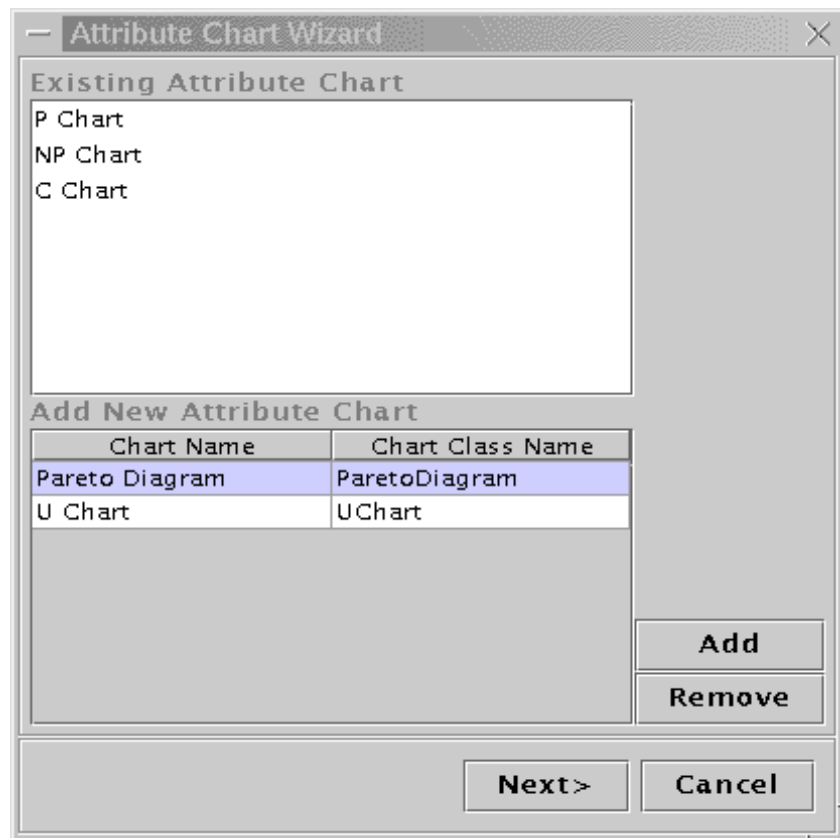 Attribute Chart Wizard
Existing Attribute Chart
P Chart
NP Chart
C Chart
Add New Attribute Chart
Chart Name Chart Class Name
Pareto Diagram ParetoDiagram
U Chart UChart
Add
Remove
Next> Cancel